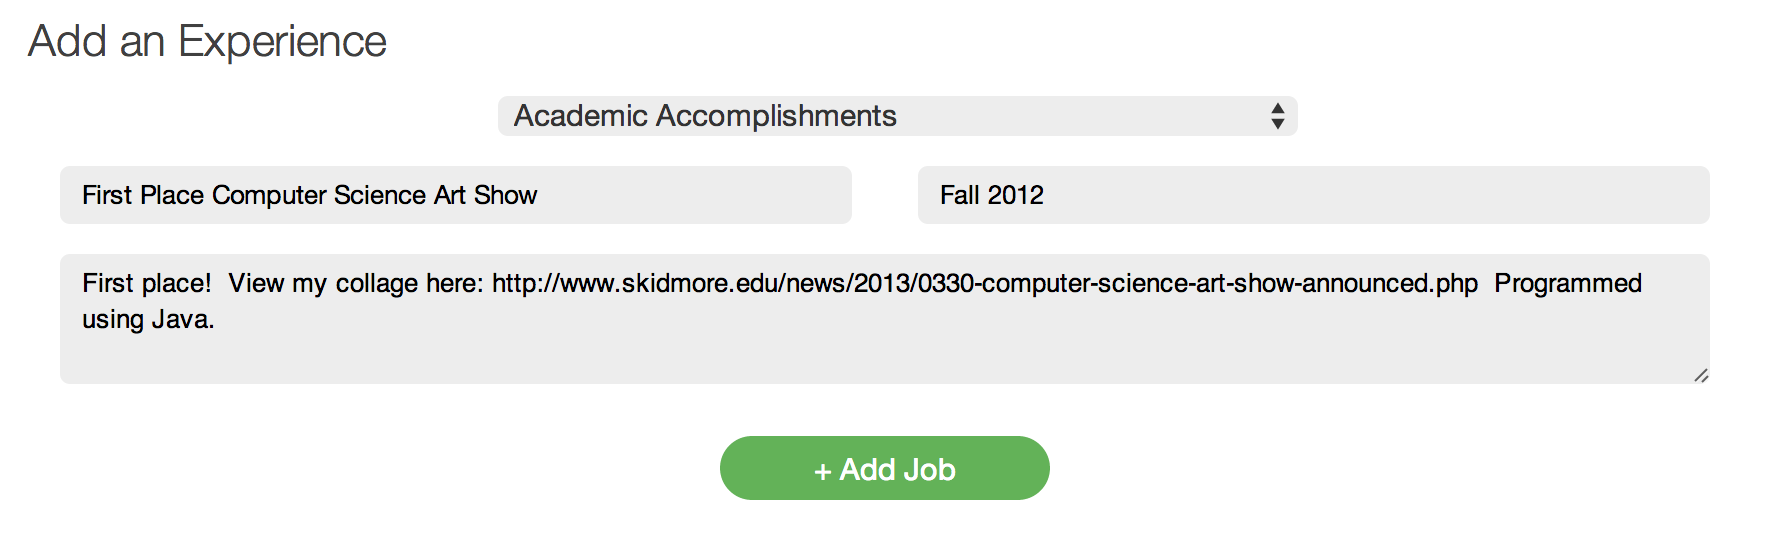 Add an Experience
Academic Accomplishments
First Place Computer Science Art Show
Fall 2012
First place!  View my collage here: http://www.skidmore.edu/news/2013/0330-computer-science-art-show-announced.php  Programmed
using Java.
+ Add Job